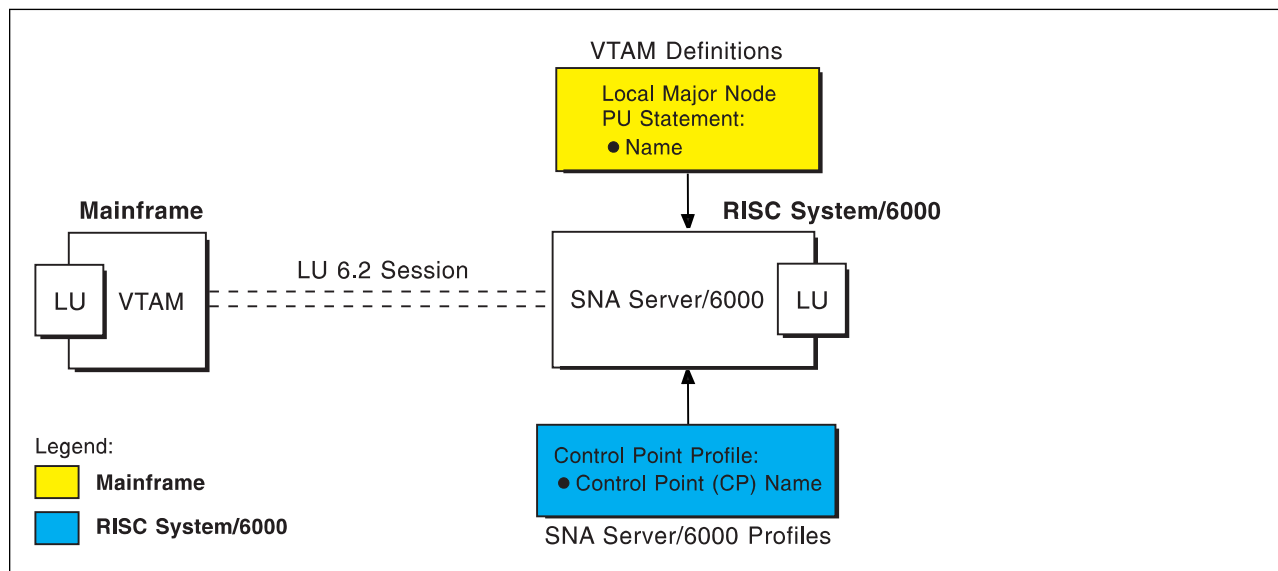 VTAM Definitions
Local Major Node
PU Statement:
● Name
Mainframe
RISC System/6000
LU
VTAM
LU 6.2 Session
SNA Server/6000
LU
Legend:
Mainframe
RISC System/6000
Control Point Profile:
● Control Point (CP) Name
SNA Server/6000 Profiles